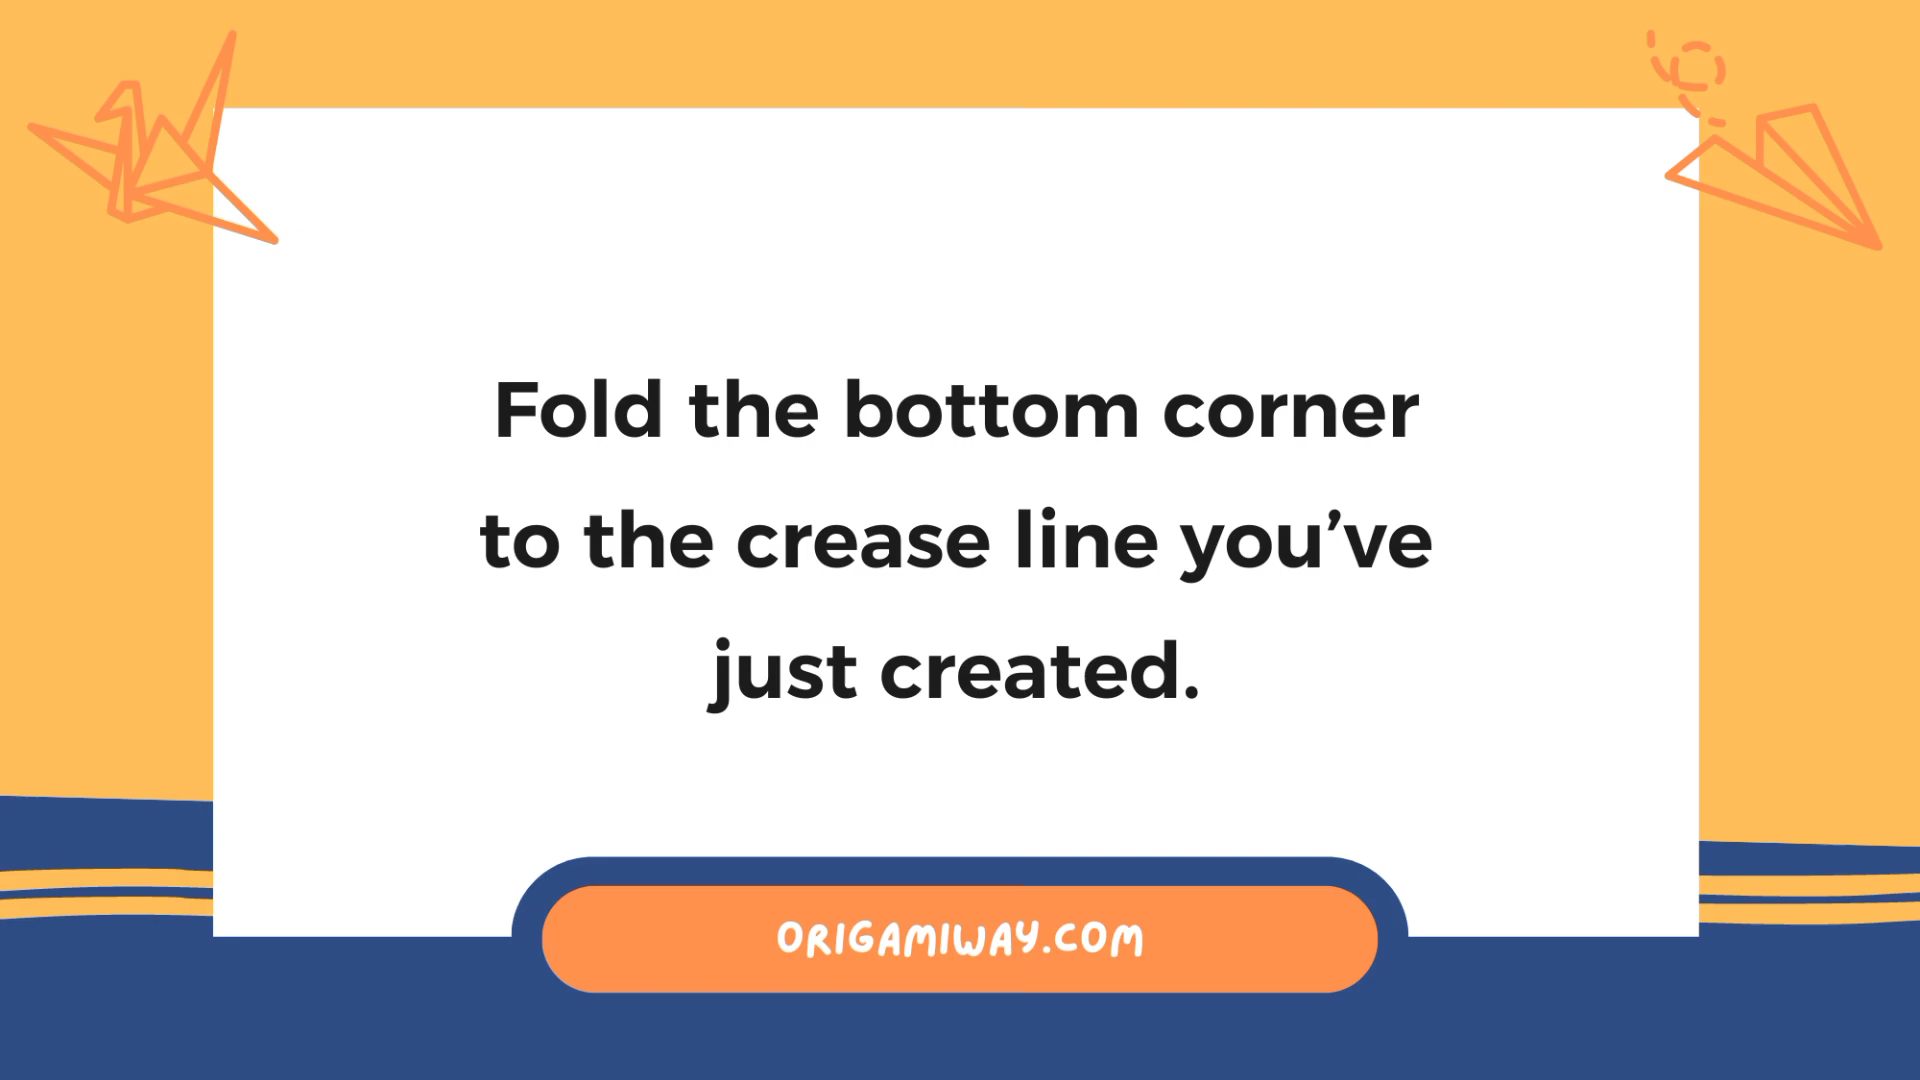 Fold the bottom corner
to the crease line you’ve
just created.
ORIGAMIWAY.COM